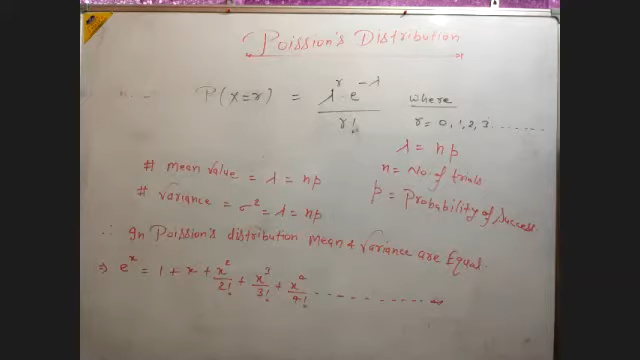 Poission's Distribution
P(x=r) = λ^r · e^-λ / r! where
r = 0, 1, 2, 3 .......
λ = np
# mean value = λ = np
n = No. of trials
# variance = σ² = λ = np
p = Probability of Success.
∴ In Poission's distribution Mean & Variance are Equal.
⇒ e^x = 1 + x + x²/2! + x³/3! + x⁴/4! ............ ∞